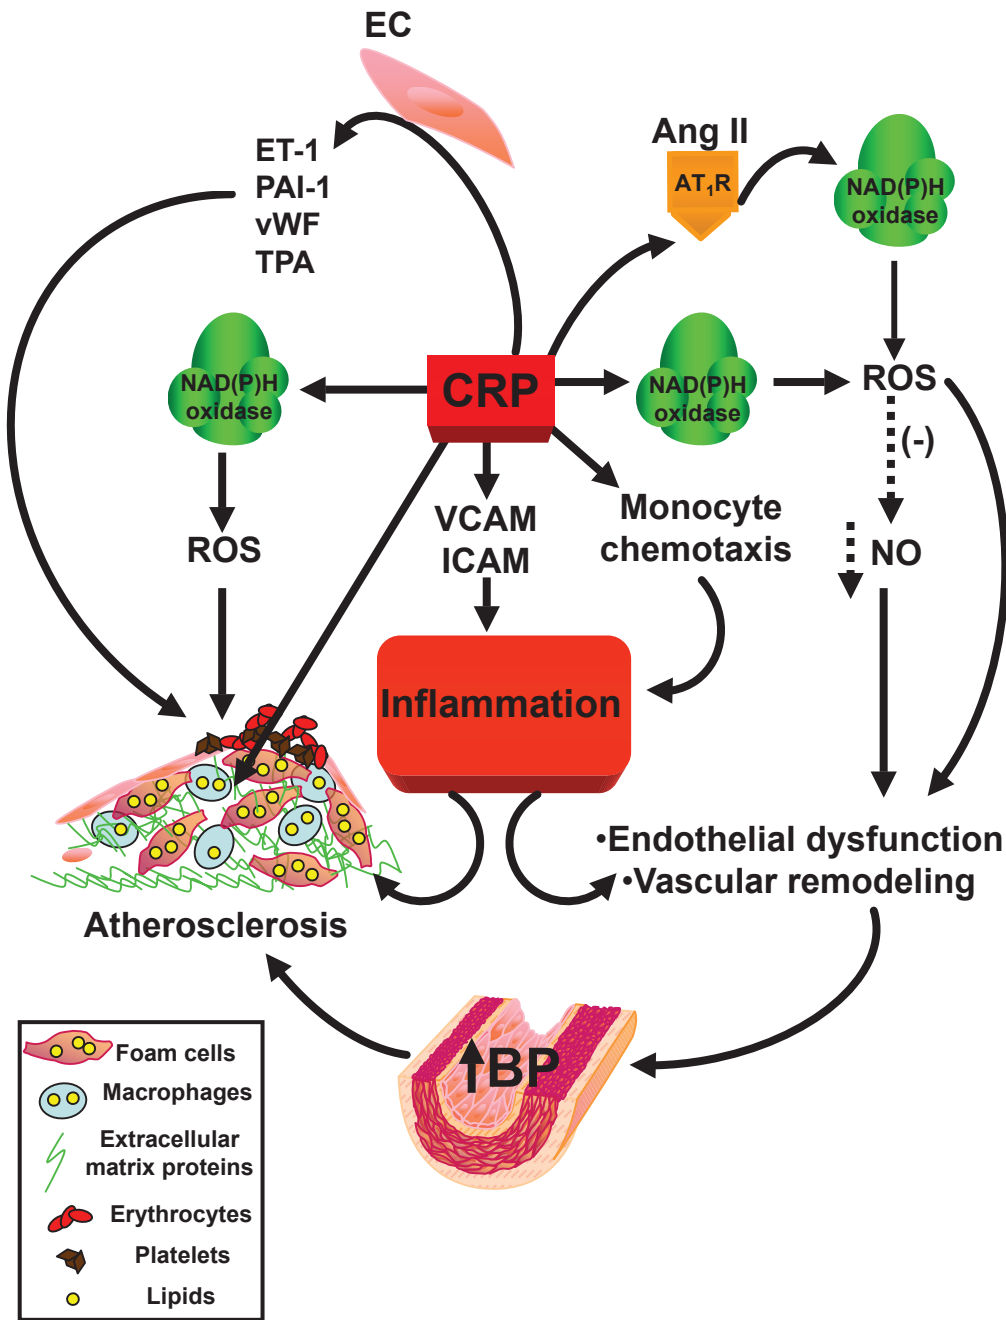 EC
ET-1
PAI-1
vWF
TPA
Ang II
AT₁R
NAD(P)H
oxidase
NAD(P)H
oxidase
CRP
NAD(P)H
oxidase
ROS
(-)
VCAM
ICAM
Monocyte
chemotaxis
ROS
NO
Inflammation
•Endothelial dysfunction
•Vascular remodeling
Atherosclerosis
BP
Foam cells
Macrophages
Extracellular
matrix proteins
Erythrocytes
Platelets
Lipids